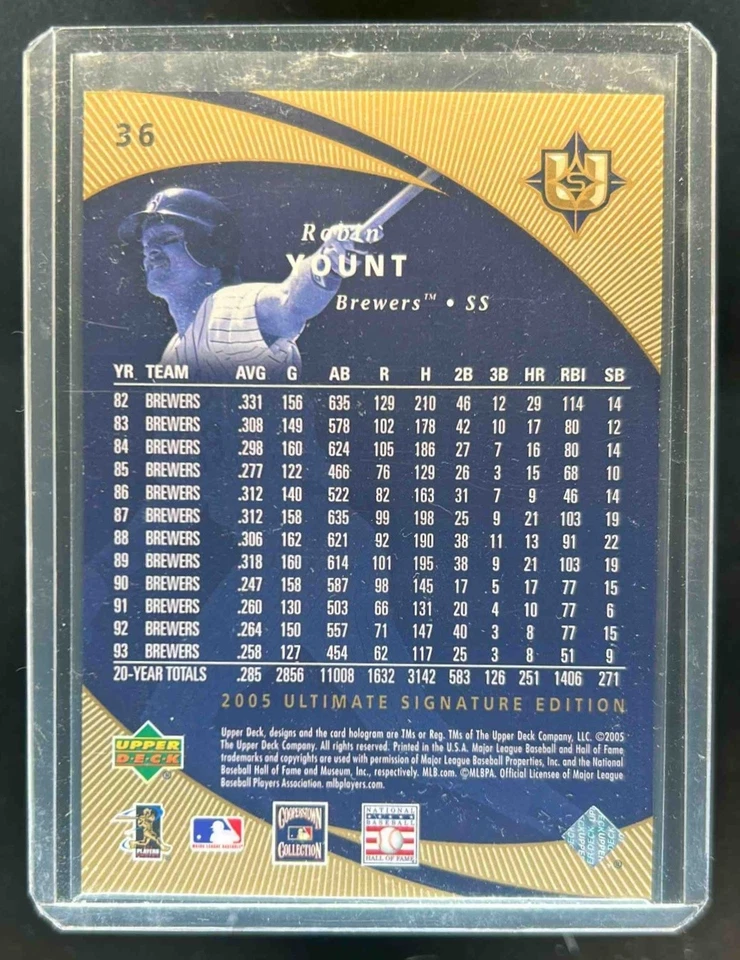 36
Robin
YOUNT
Brewers™ • SS
YR TEAM AVG G AB R H 2B 3B HR RBI SB
82 BREWERS .331 156 635 129 210 46 12 29 114 14
83 BREWERS .308 149 578 102 178 42 10 17 80 12
84 BREWERS .298 160 624 105 186 27 7 16 80 14
85 BREWERS .277 122 466 76 129 26 3 15 68 10
86 BREWERS .312 140 522 82 163 31 7 9 46 14
87 BREWERS .312 158 635 99 198 25 9 21 103 19
88 BREWERS .306 162 621 92 190 38 11 13 91 22
89 BREWERS .318 160 614 101 195 38 9 21 103 19
90 BREWERS .247 158 587 98 145 17 5 17 77 15
91 BREWERS .260 130 503 66 131 20 4 10 77 6
92 BREWERS .264 150 557 71 147 40 3 8 77 15
93 BREWERS .258 127 454 62 117 25 3 8 51 9
20-YEAR TOTALS .285 2856 11008 1632 3142 583 126 251 1406 271
2005 ULTIMATE SIGNATURE EDITION
Upper Deck, designs and the card hologram are TMs or Reg. TMs of The Upper Deck Company, LLC. ©2005
The Upper Deck Company. All rights reserved. Printed in the U.S.A. Major League Baseball and Hall of Fame
trademarks and copyrights are used with permission of Major League Baseball Properties, Inc. and the National
Baseball Hall of Fame and Museum, Inc., respectively. MLB.com. ©MLBPA. Official Licensee of Major League
Baseball Players Association. mlbplayers.com.
UPPER
DECK
PLAYERS
MAJOR LEAGUE BASEBALL
COOPERSTOWN
COLLECTION
NATIONAL
BASEBALL
HALL OF FAME